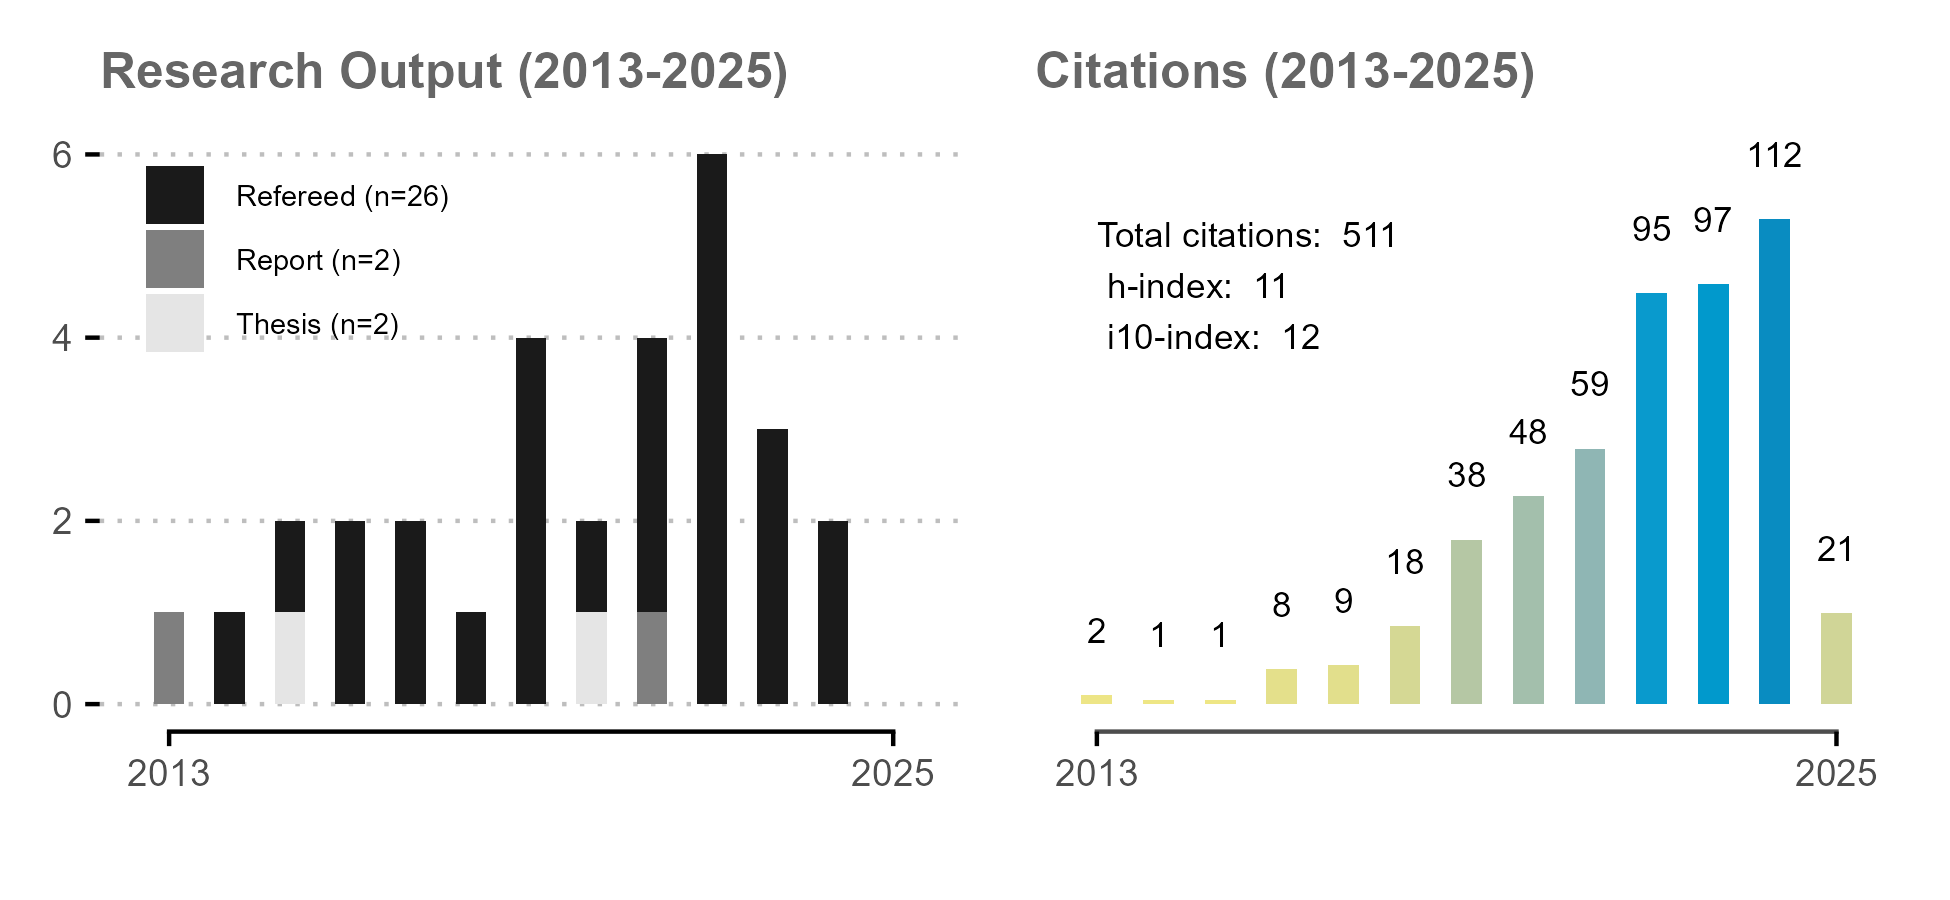 Research Output (2013-2025)
6
4
2
0
Refereed (n=26)
Report (n=2)
Thesis (n=2)
2013
2025
Citations (2013-2025)
Total citations: 511
h-index: 11
i10-index: 12
2
1
1
8
9
18
38
48
59
95
97
112
21
2013
2025